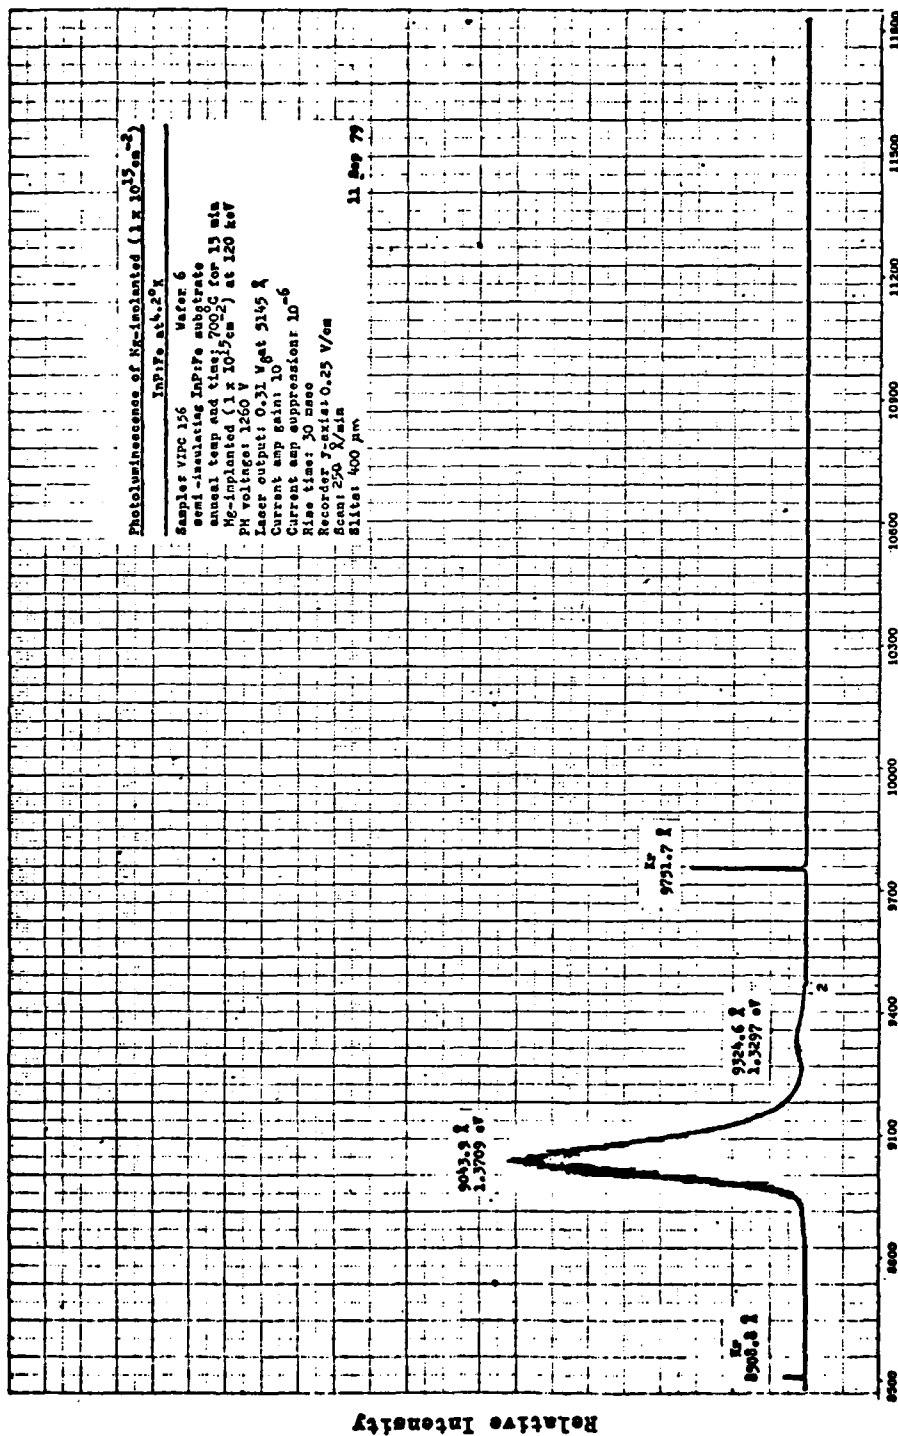 Photoluminescence of Mg-implanted (1 x 10^15 cm^-2)
InP:Fe at 4.2°K
Sample: VIPC 156 Wafer 6
semi-insulating InP:Fe substrate
anneal temp and time: 700°C for 15 min
Mg-implanted (1 x 10^15 cm^-2) at 120 keV
PM voltage: 1260 V
Laser output: 0.31 W at 5145 Å
Current amp gain: 10^8
Current amp suppression: 10^-6
Rise time: 30 msec
Recorder y-axis: 0.25 V/cm
Scan: 250 Å/min
Slits: 400 µm
11 Sep 79
Kr
8508.8 Å
9043.9 Å
1.3709 eV
9324.6 Å
1.3297 eV
2
Kr
9751.7 Å
8500 8800 9100 9400 9700 10000 10300 10600 10900 11200 11500 11800
Relative Intensity